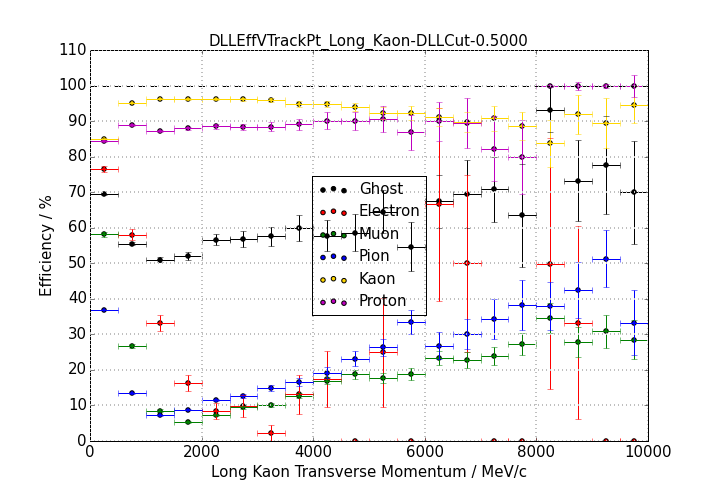 DLLEffVTrackPt_Long_Kaon-DLLCut-0.5000
110
100
90
80
70
60
50
40
30
20
10
0
Efficiency / %
Ghost
Electron
Muon
Pion
Kaon
Proton
0 2000 4000 6000 8000 10000
Long Kaon Transverse Momentum / MeV/c